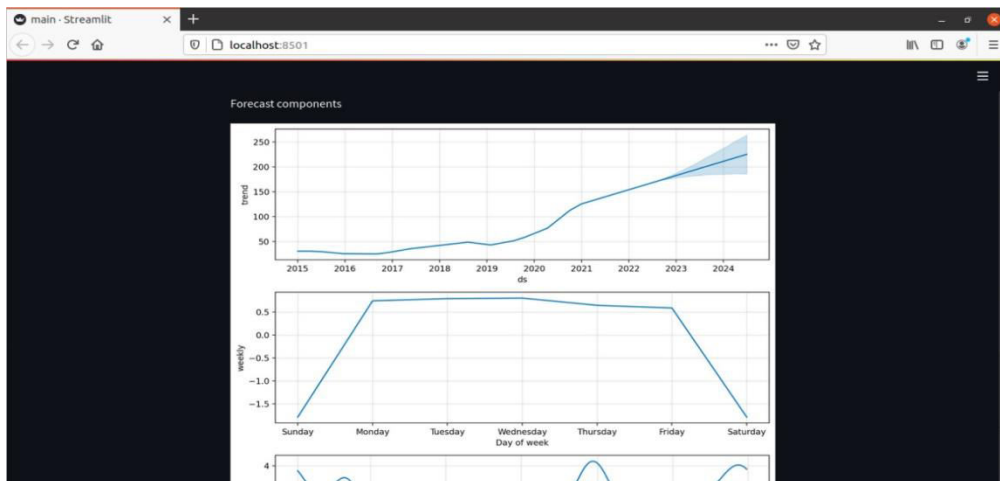 main · Streamlit
localhost:8501
Forecast components
250
200
150
100
50
trend
2015 2016 2017 2018 2019 2020 2021 2022 2023 2024
ds
0.5
0.0
−0.5
−1.0
−1.5
weekly
Sunday Monday Tuesday Wednesday Thursday Friday Saturday
Day of week
4